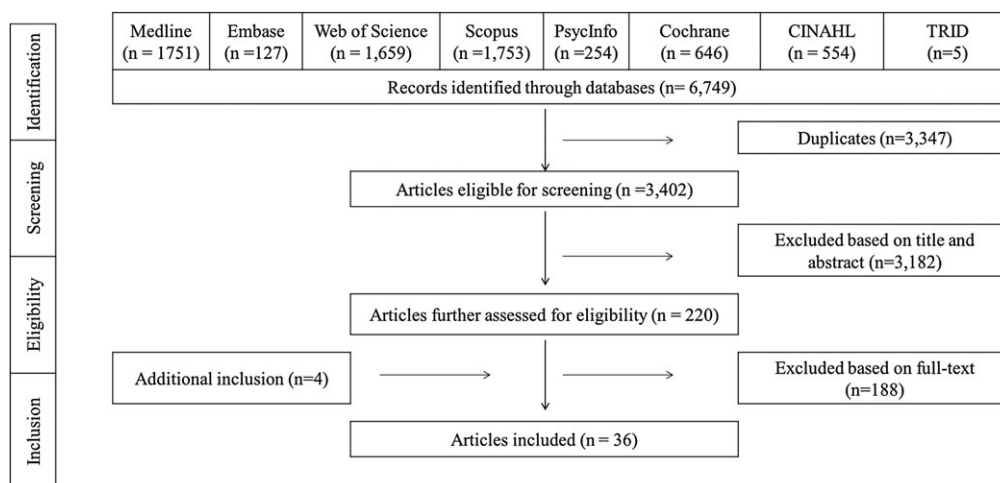 Identification
Screening
Eligibility
Inclusion
Medline
(n = 1751)
Embase
(n =127)
Web of Science
(n = 1,659)
Scopus
(n =1,753)
PsycInfo
(n =254)
Cochrane
(n = 646)
CINAHL
(n = 554)
TRID
(n=5)
Records identified through databases (n= 6,749)
Duplicates (n=3,347)
Articles eligible for screening (n =3,402)
Excluded based on title and
abstract (n=3,182)
Articles further assessed for eligibility (n = 220)
Additional inclusion (n=4)
Excluded based on full-text
(n=188)
Articles included (n = 36)